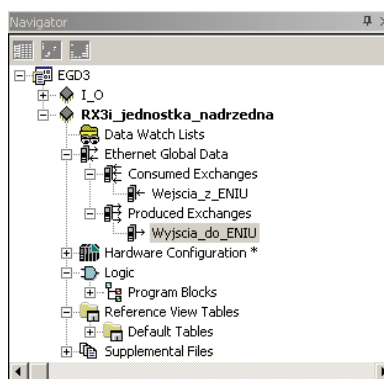 Navigator
EGD3
I_O
RX3i_jednostka_nadrzedna
Data Watch Lists
Ethernet Global Data
Consumed Exchanges
Wejscia_z_ENIU
Produced Exchanges
Wyjscia_do_ENIU
Hardware Configuration *
Logic
Program Blocks
Reference View Tables
Default Tables
Supplemental Files